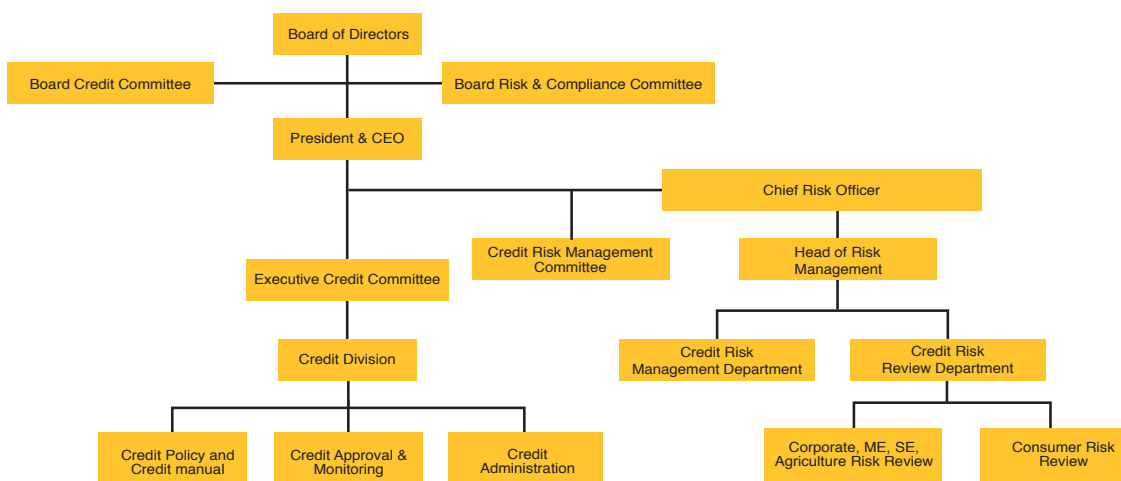 Board of Directors
Board Credit Committee
Board Risk & Compliance Committee
President & CEO
Chief Risk Officer
Credit Risk Management
Committee
Head of Risk
Management
Executive Credit Committee
Credit Division
Credit Risk
Management Department
Credit Risk
Review Department
Credit Policy and
Credit manual
Credit Approval &
Monitoring
Credit
Administration
Corporate, ME, SE,
Agriculture Risk Review
Consumer Risk
Review